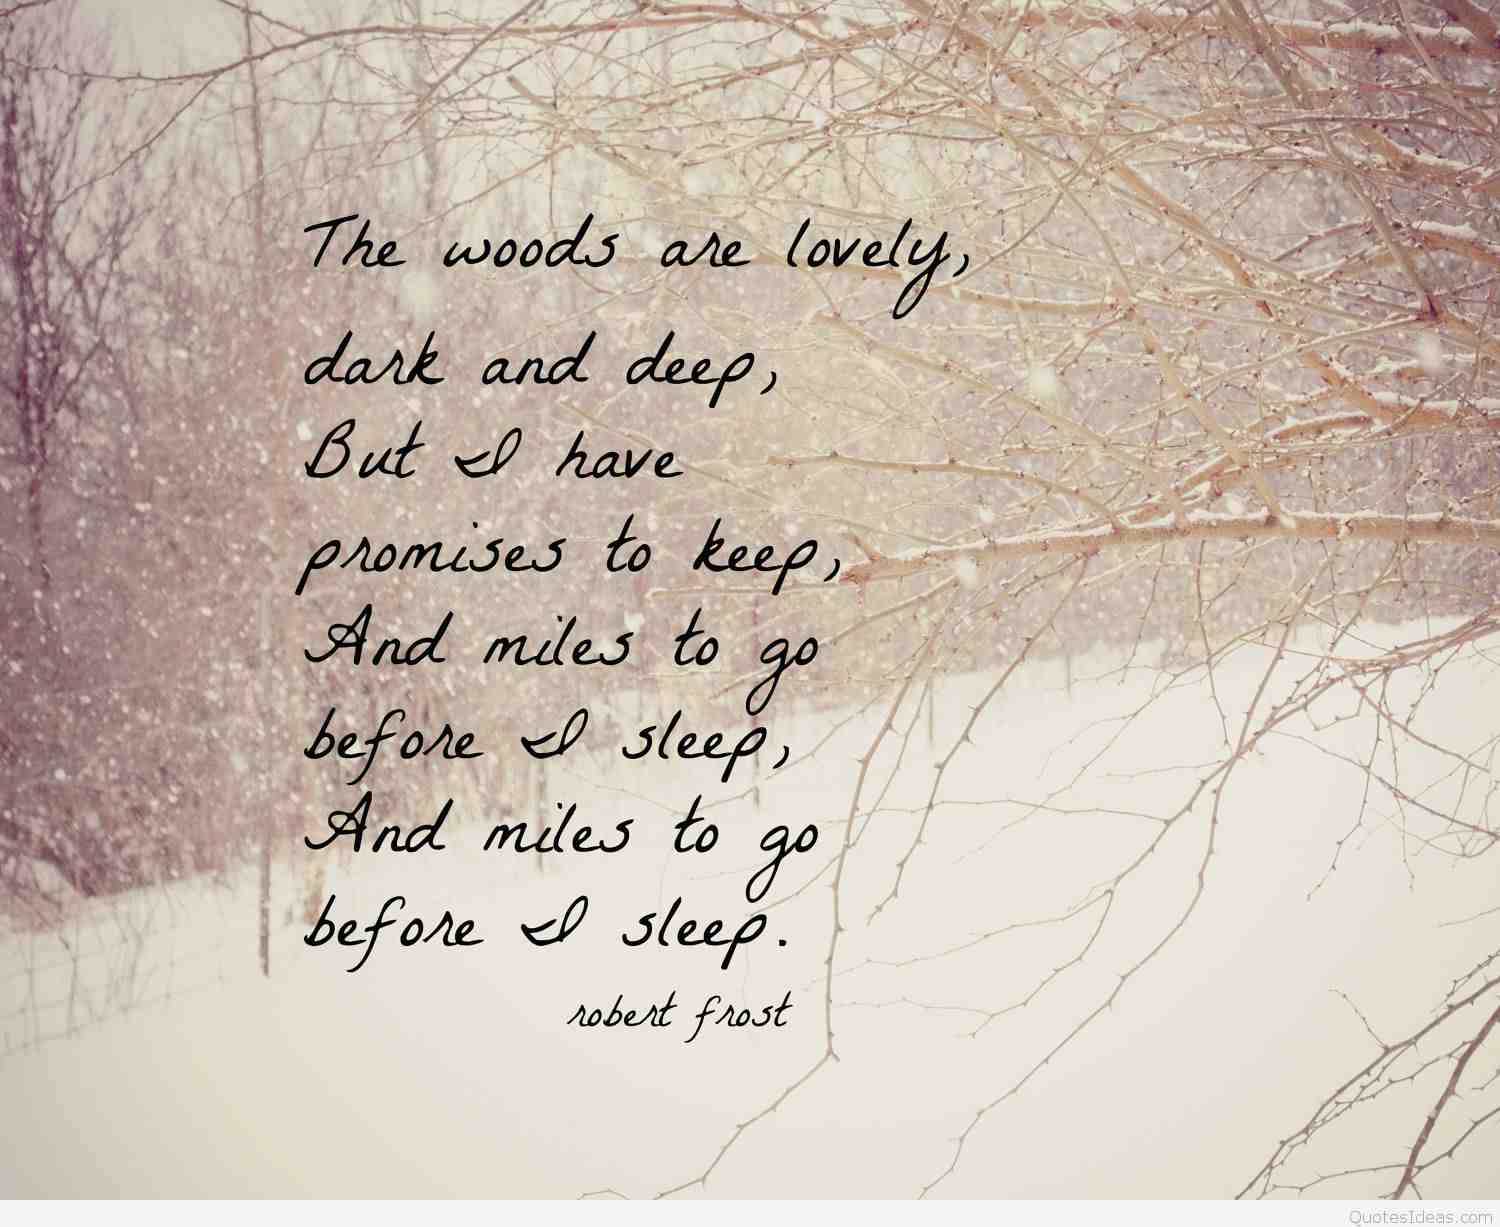 The woods are lovely,
dark and deep,
But I have
promises to keep,
And miles to go
before I sleep,
And miles to go
before I sleep.
robert frost
QuotesIdeas.com